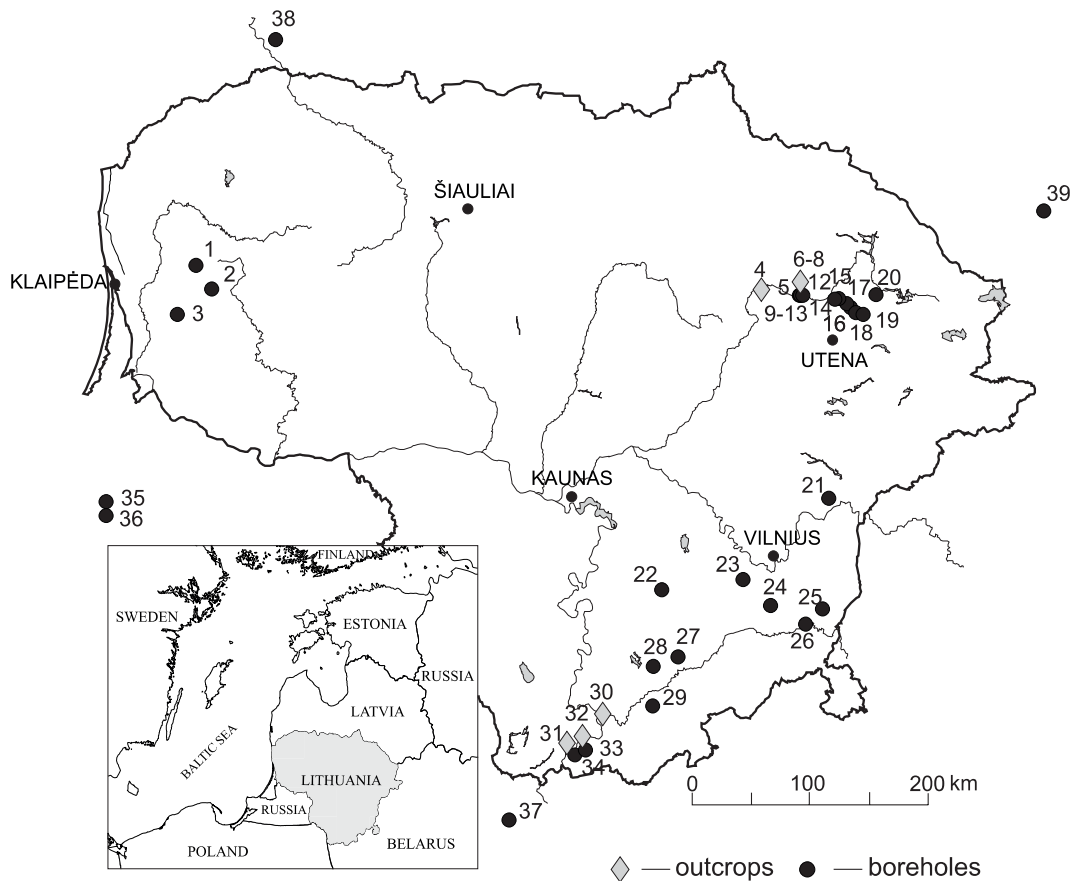 38
39
ŠIAULIAI
KLAIPĖDA
1
2
3
4
6-8
5
12
15
17
20
9-13
14
16
18
19
UTENA
KAUNAS
21
VILNIUS
35
36
22
23
24
25
26
27
28
29
30
31
32
33
34
37
FINLAND
SWEDEN
ESTONIA
RUSSIA
LATVIA
BALTIC SEA
LITHUANIA
RUSSIA
BELARUS
POLAND
0 100 200 km
outcrops boreholes